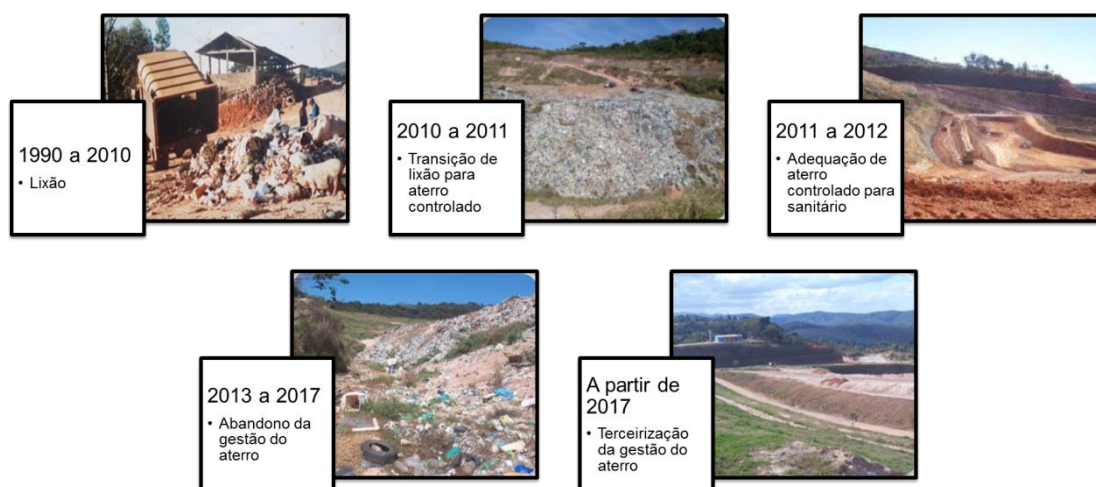 1990 a 2010
• Lixão
2010 a 2011
• Transição de
lixão para
aterro
controlado
2011 a 2012
• Adequação de
aterro
controlado para
sanitário
2013 a 2017
• Abandono da
gestão do
aterro
A partir de
2017
• Terceirização
da gestão do
aterro